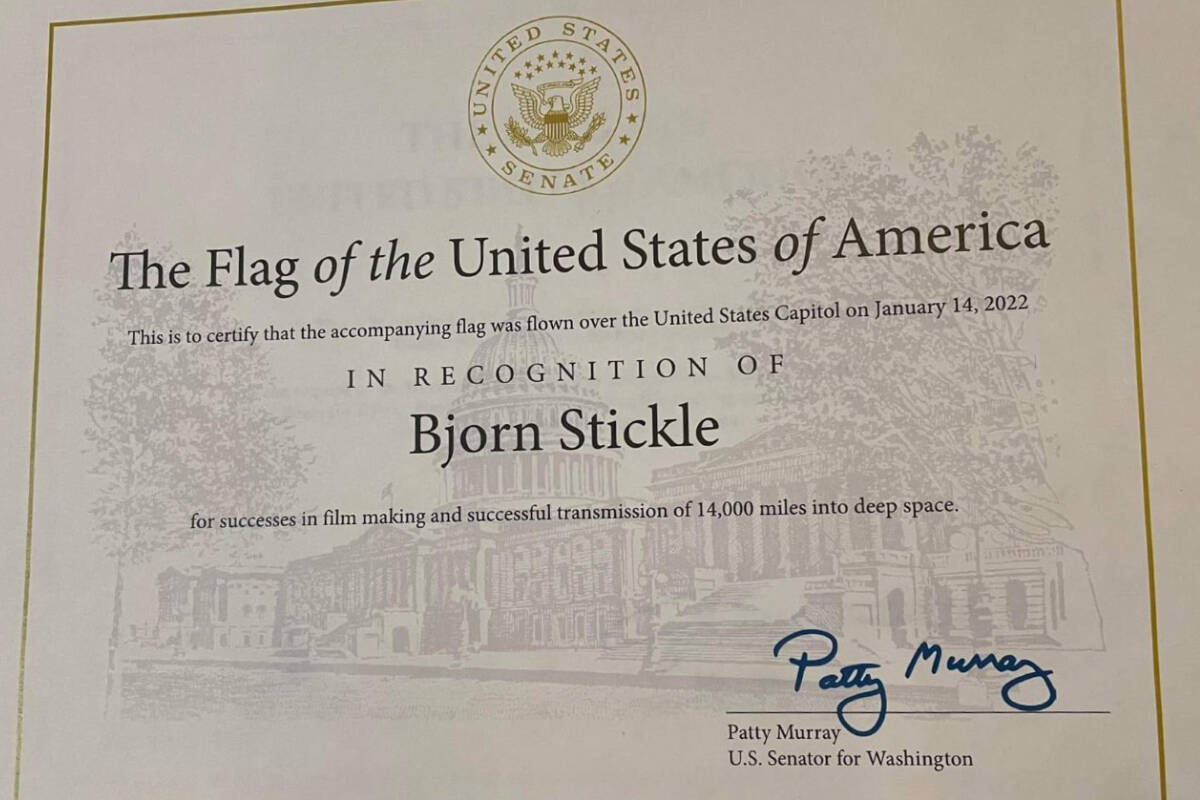 UNITED STATES
SENATE
The Flag of the United States of America
This is to certify that the accompanying flag was flown over the United States Capitol on January 14, 2022
IN RECOGNITION OF
Bjorn Stickle
for successes in film making and successful transmission of 14,000 miles into deep space.
Patty Murray
Patty Murray
U.S. Senator for Washington